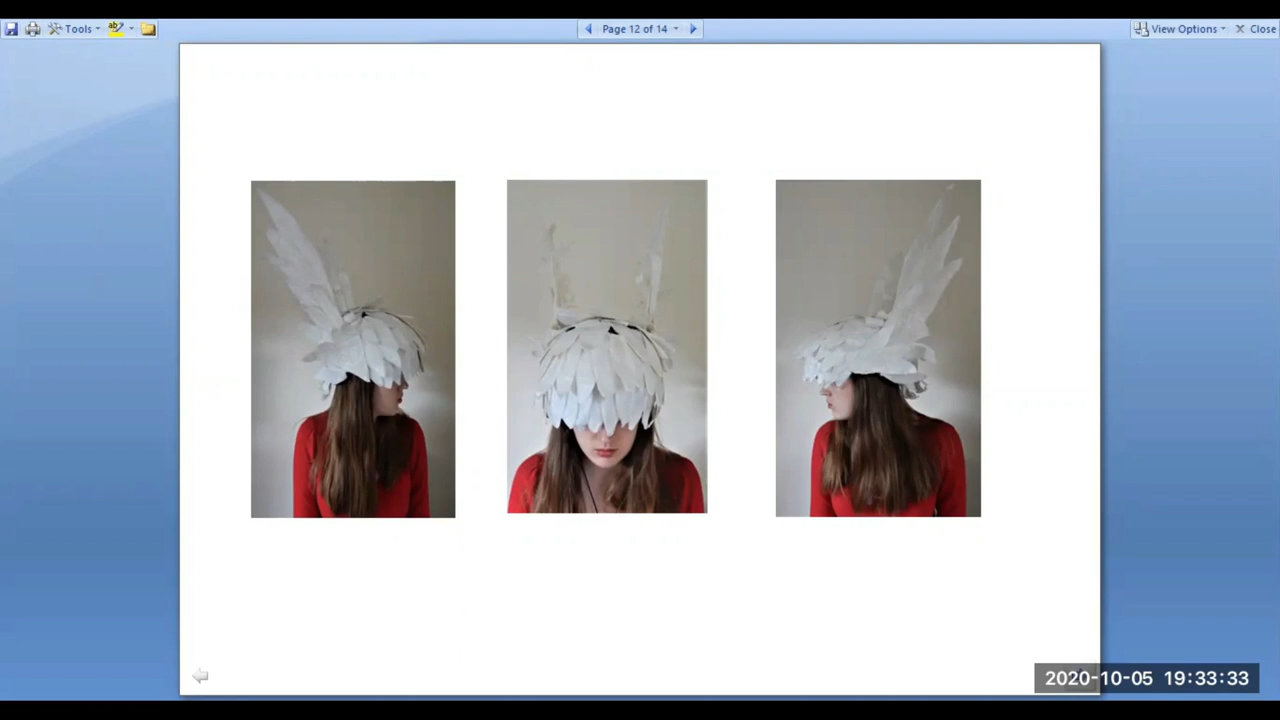 Tools
Page 12 of 14
View Options
Close
2020-10-05 19:33:33